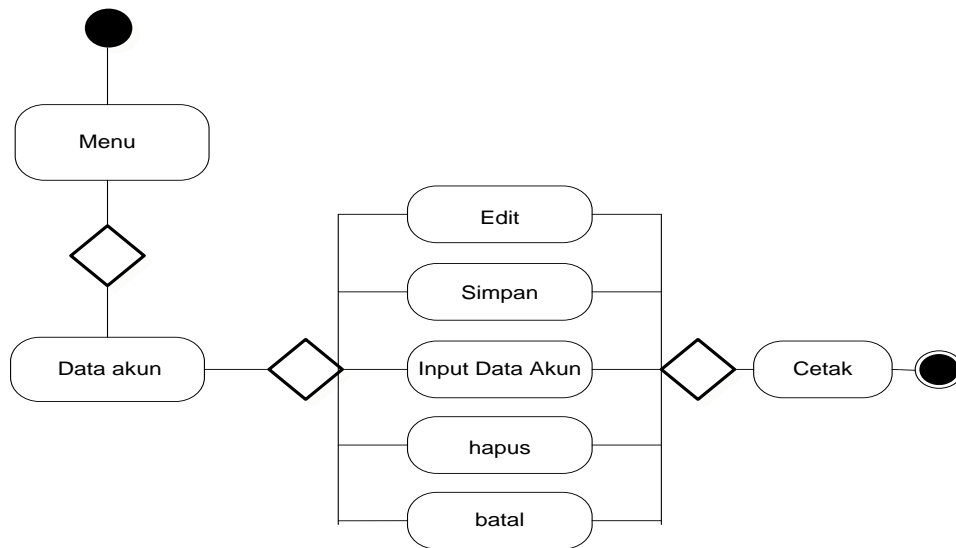 Menu
Data akun
Edit
Simpan
Input Data Akun
hapus
batal
Cetak